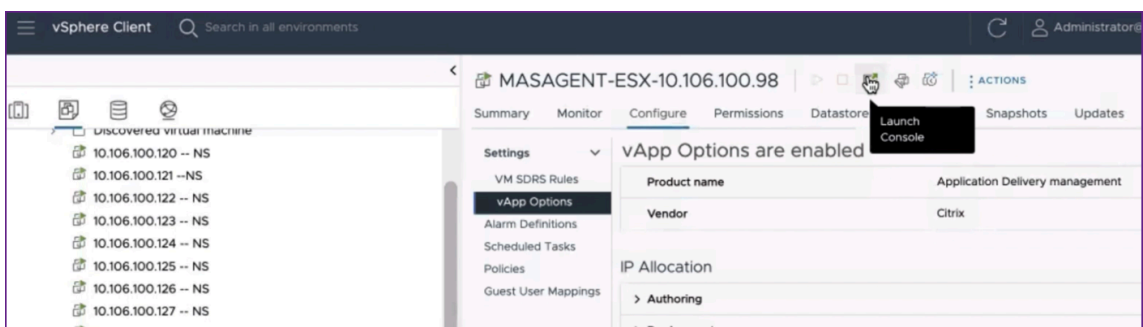 vSphere Client Search in all environments Administrator@
MASAGENT-ESX-10.106.100.98 ACTIONS
Summary Monitor Configure Permissions Datastore Snapshots Updates
Launch
Console
Discovered virtual machine
10.106.100.120 -- NS
10.106.100.121 --NS
10.106.100.122 -- NS
10.106.100.123 -- NS
10.106.100.124 -- NS
10.106.100.125 -- NS
10.106.100.126 -- NS
10.106.100.127 -- NS
Settings
VM SDRS Rules
vApp Options
Alarm Definitions
Scheduled Tasks
Policies
Guest User Mappings
vApp Options are enabled
Product name Application Delivery management
Vendor Citrix
IP Allocation
Authoring